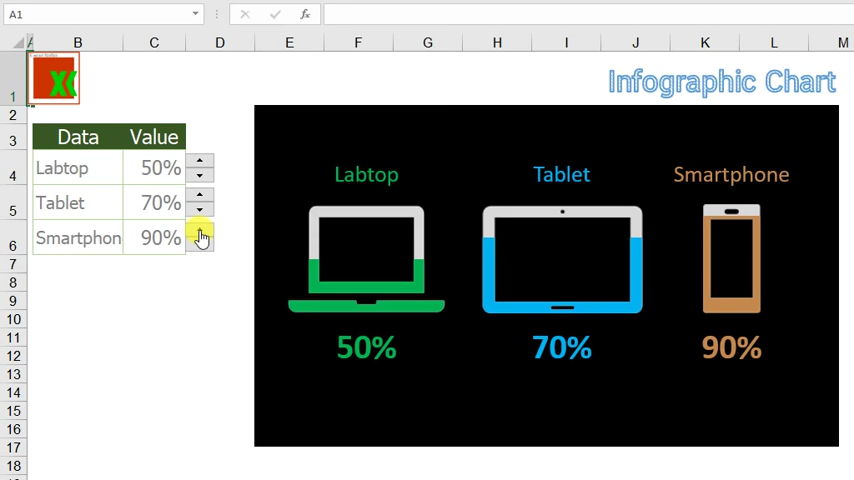 A1
fx
A B C D E F G H I J K L M
1
Infographic Chart
2
3 Data Value
4 Labtop 50%
5 Tablet 70%
6 Smartphon 90%
7
8
9
10
11
12
13
14
15
16
17
18
Labtop Tablet Smartphone
50% 70% 90%